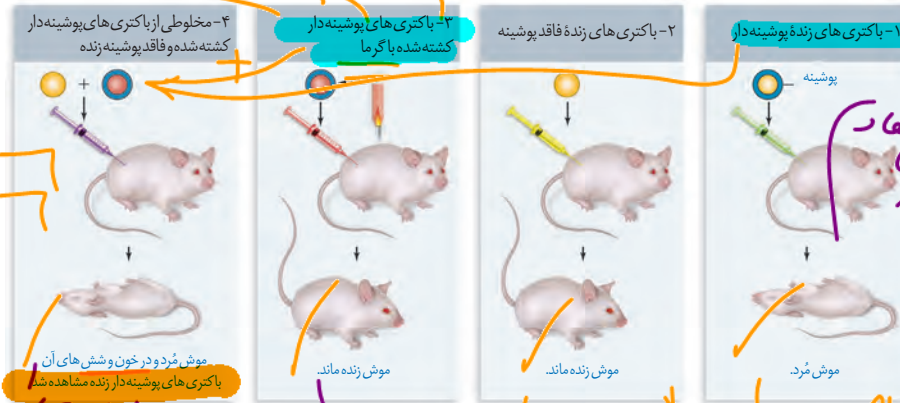 ۱- باکتری‌های زندهٔ پوشینه‌دار
پوشینه
موش مُرد.
۲- باکتری‌های زندهٔ فاقد پوشینه
موش زنده ماند.
۳- باکتری‌های پوشینه‌دار
کشته‌شده با گرما
موش زنده ماند.
۴- مخلوطی از باکتری‌های پوشینه‌دار
کشته‌شده و فاقد پوشینه زنده
+
موش مُرد و در خون و شش‌های آن
باکتری‌های پوشینه‌دار زنده مشاهده شد